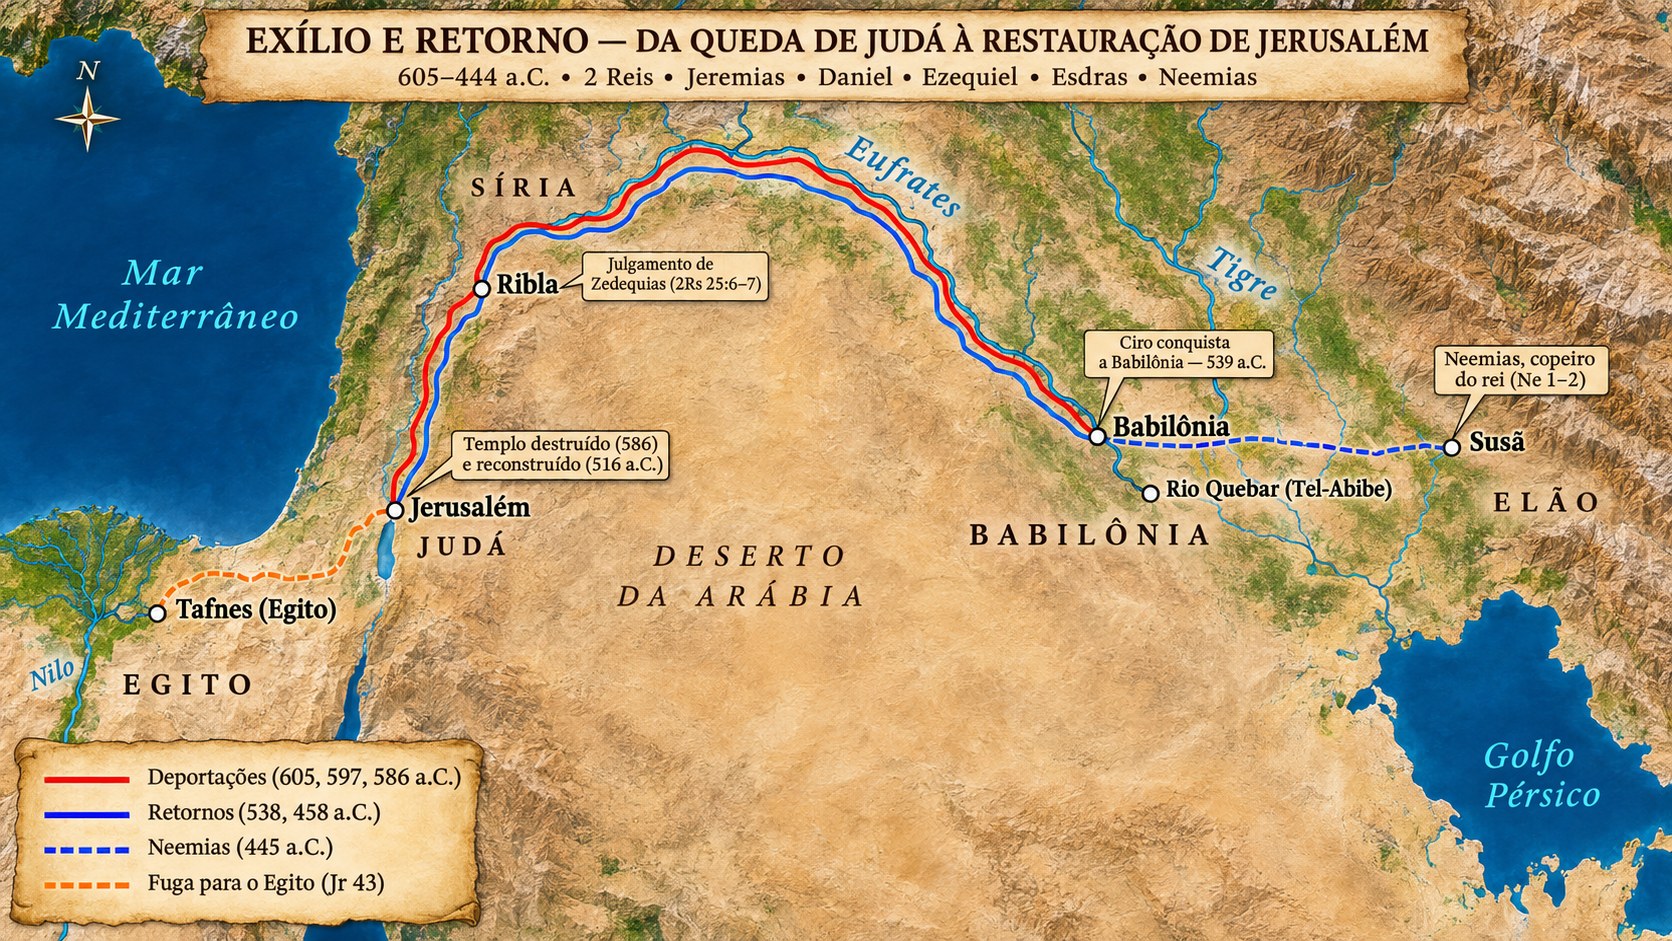 EXÍLIO E RETORNO — DA QUEDA DE JUDÁ À RESTAURAÇÃO DE JERUSALÉM
605–444 a.C. • 2 Reis • Jeremias • Daniel • Ezequiel • Esdras • Neemias
N
Eufrates
SÍRIA
Mar
Mediterrâneo
Ribla
Julgamento de
Zedequias (2Rs 25:6–7)
Tigre
Ciro conquista
a Babilônia — 539 a.C.
Neemias, copeiro
do rei (Ne 1–2)
Babilônia
Susã
Templo destruído (586)
e reconstruído (516 a.C.)
Rio Quebar (Tel-Abibe)
ELÃO
Jerusalém
JUDÁ
BABILÔNIA
DESERTO
DA ARÁBIA
Tafnes (Egito)
Nilo
EGITO
Golfo
Pérsico
Deportações (605, 597, 586 a.C.)
Retornos (538, 458 a.C.)
Neemias (445 a.C.)
Fuga para o Egito (Jr 43)